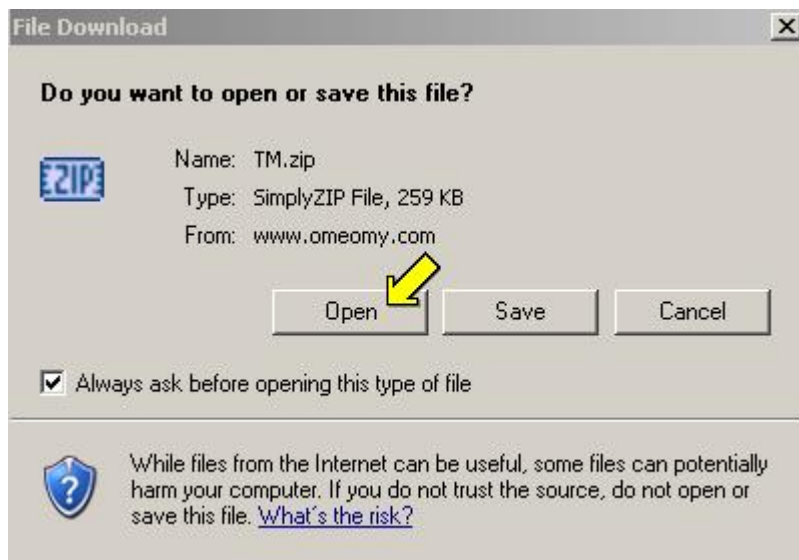 File Download
Do you want to open or save this file?
ZIP
Name: TM.zip
Type: SimplyZIP File, 259 KB
From: www.omeomy.com
Open Save Cancel
Always ask before opening this type of file
While files from the Internet can be useful, some files can potentially
harm your computer. If you do not trust the source, do not open or
save this file. What's the risk?